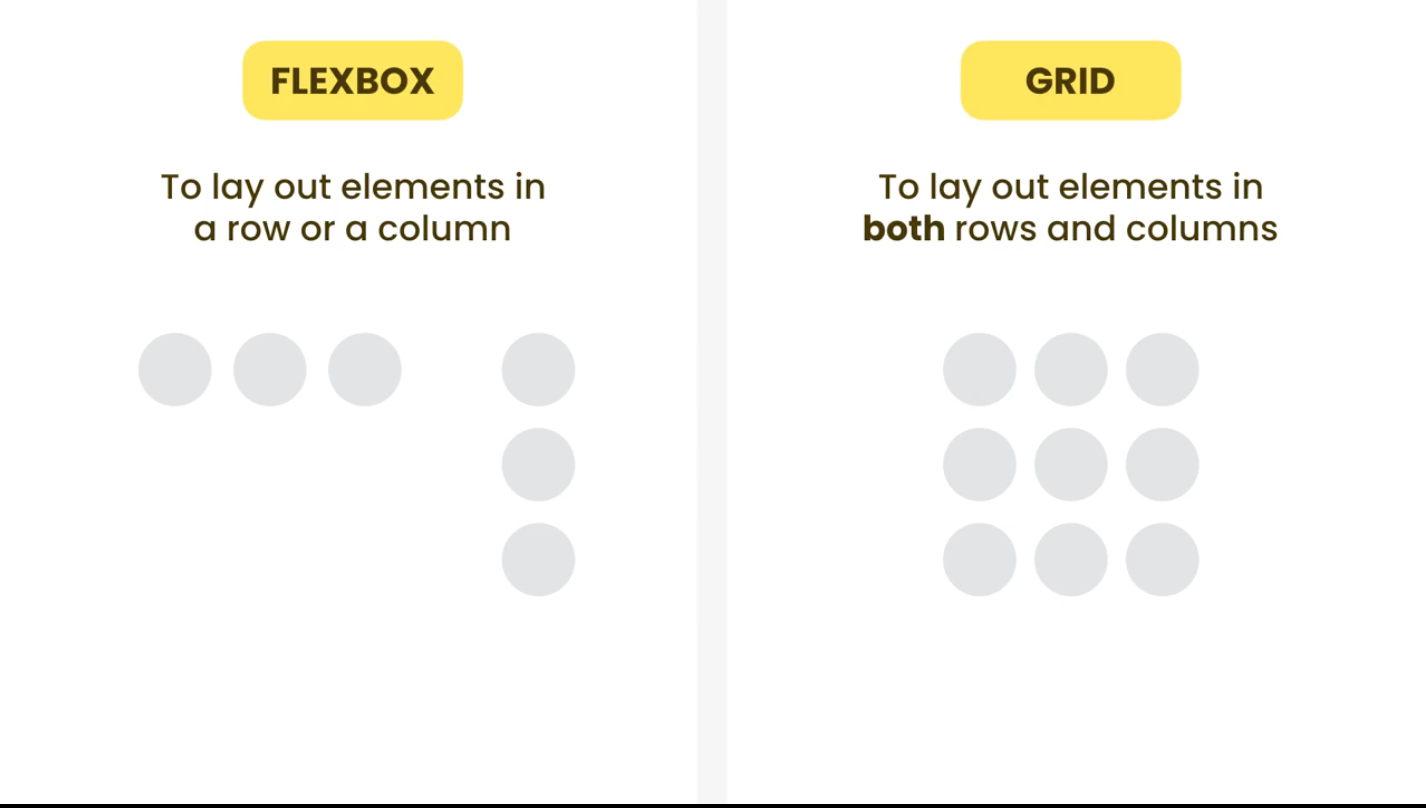 FLEXBOX
To lay out elements in
a row or a column
GRID
To lay out elements in
both rows and columns